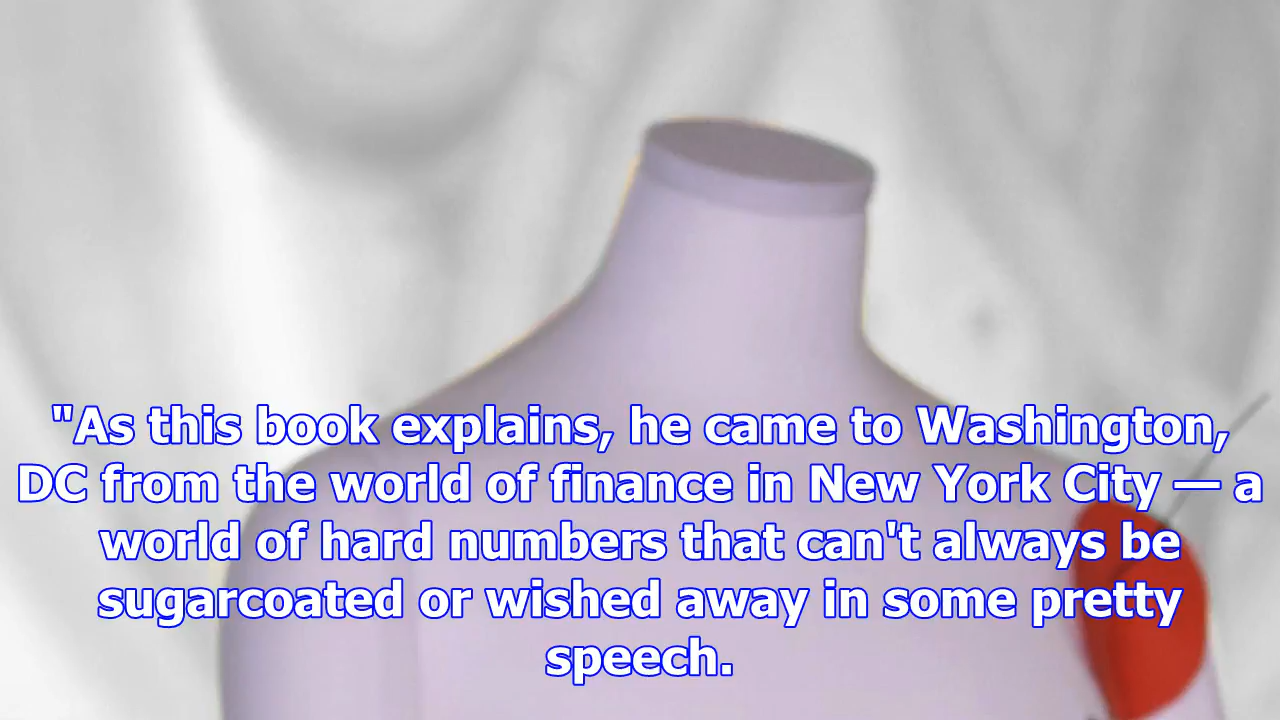 "As this book explains, he came to Washington,
DC from the world of finance in New York City — a
world of hard numbers that can't always be
sugarcoated or wished away in some pretty
speech.